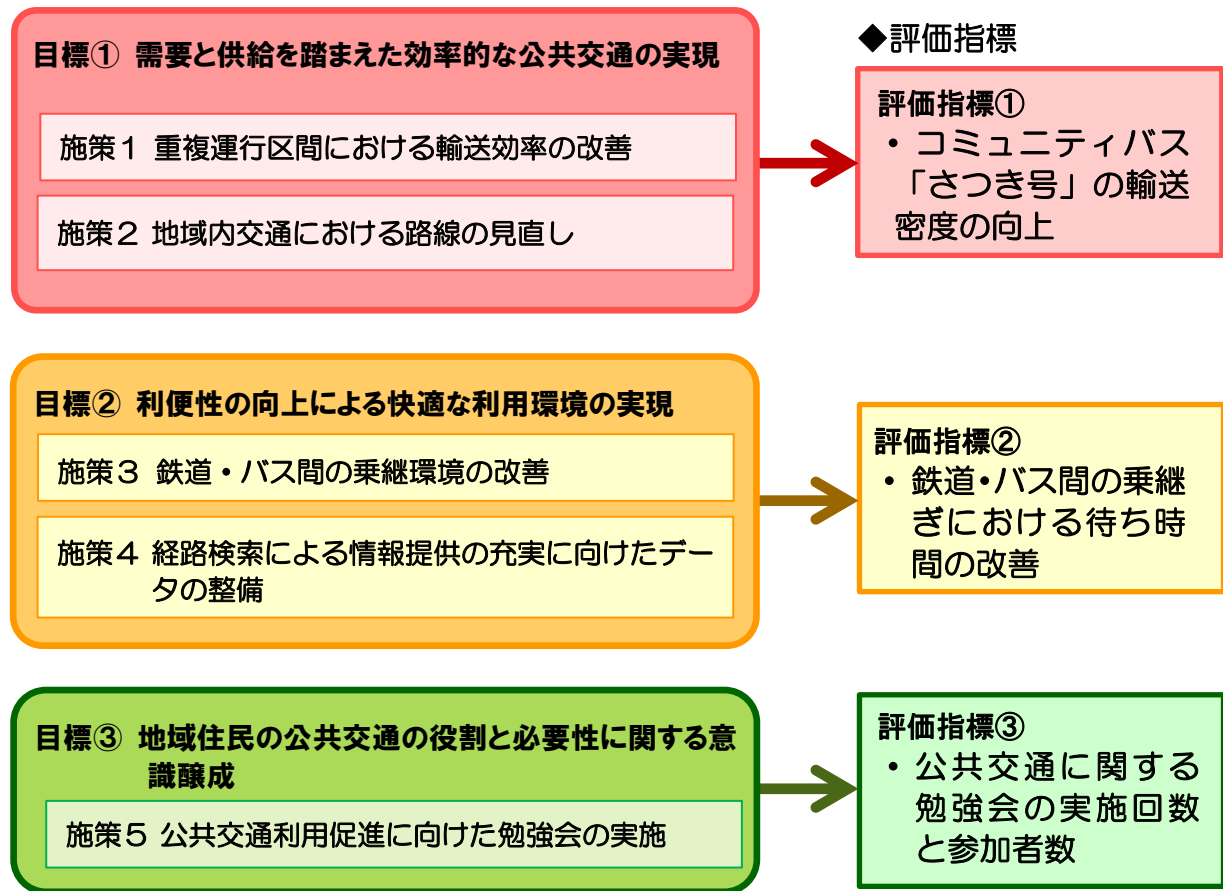 目標① 需要と供給を踏まえた効率的な公共交通の実現
施策1 重複運行区間における輸送効率の改善
施策2 地域内交通における路線の見直し
◆評価指標
評価指標①
・コミュニティバス
「さつき号」の輸送
密度の向上
目標② 利便性の向上による快適な利用環境の実現
施策3 鉄道・バス間の乗継環境の改善
施策4 経路検索による情報提供の充実に向けたデー
タの整備
評価指標②
・鉄道・バス間の乗継
ぎにおける待ち時
間の改善
目標③ 地域住民の公共交通の役割と必要性に関する意
識醸成
施策5 公共交通利用促進に向けた勉強会の実施
評価指標③
・公共交通に関する
勉強会の実施回数
と参加者数